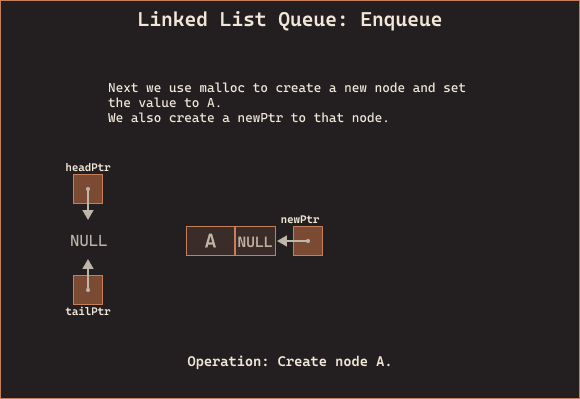 Linked List Queue: Enqueue
Next we use malloc to create a new node and set
the value to A.
We also create a newPtr to that node.
headPtr
NULL
tailPtr
A
NULL
newPtr
Operation: Create node A.